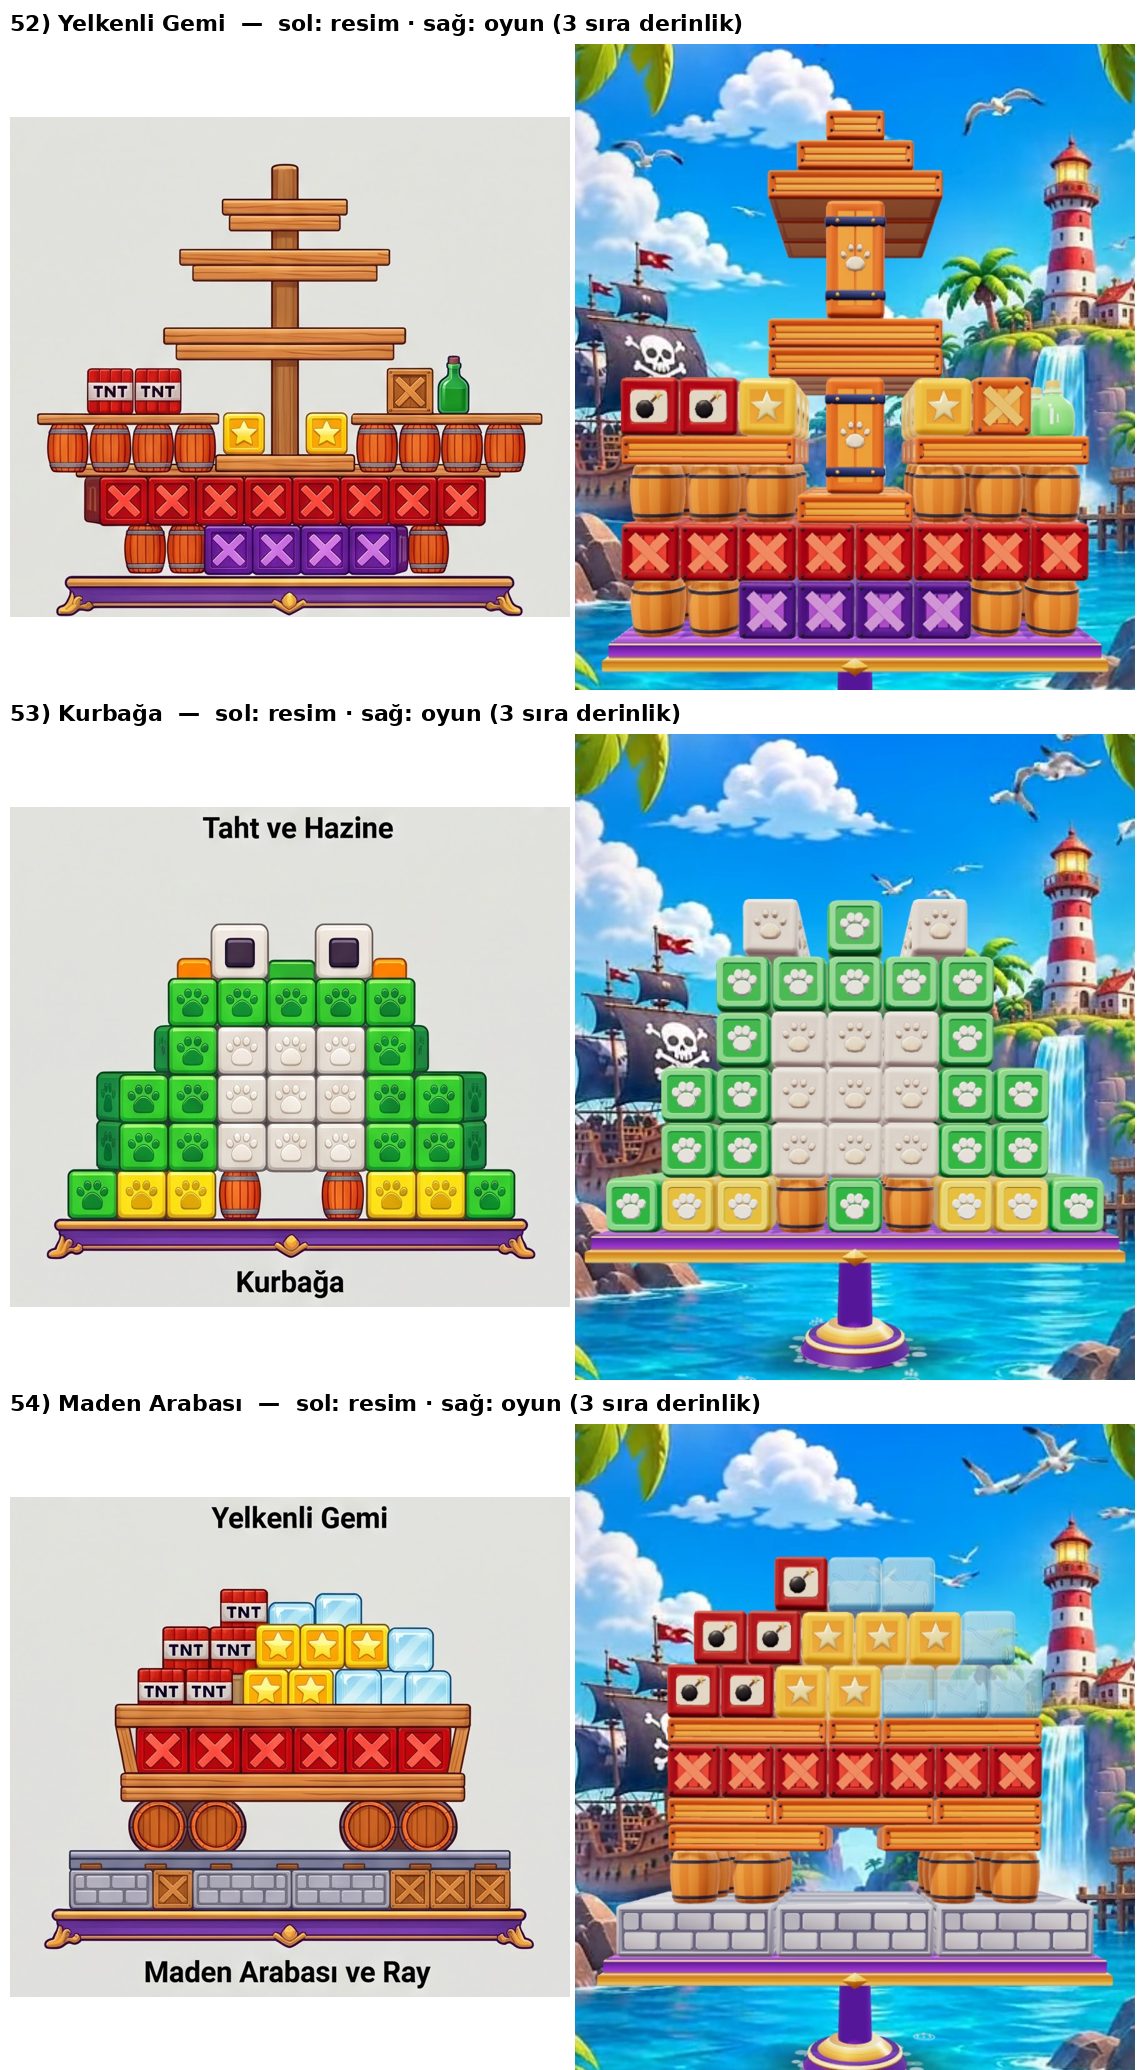 52) Yelkenli Gemi  —  sol: resim · sağ: oyun (3 sıra derinlik)
TNT TNT
53) Kurbağa  —  sol: resim · sağ: oyun (3 sıra derinlik)
Taht ve Hazine
Kurbağa
54) Maden Arabası  —  sol: resim · sağ: oyun (3 sıra derinlik)
Yelkenli Gemi
TNT
TNT TNT
TNT TNT
Maden Arabası ve Ray